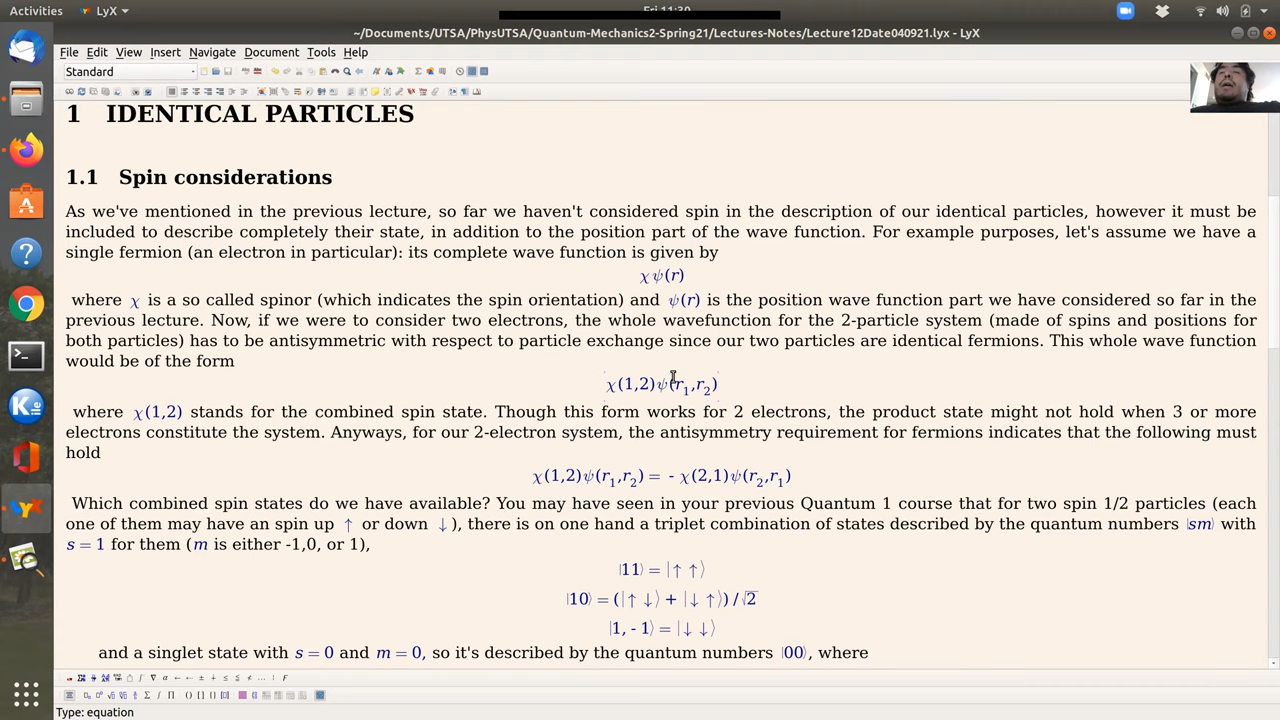 Activities LyX Fri 11:30
~/Documents/UTSA/PhysUTSA/Quantum-Mechanics2-Spring21/Lectures-Notes/Lecture12Date040921.lyx - LyX
File Edit View Insert Navigate Document Tools Help
Standard
1 IDENTICAL PARTICLES
1.1 Spin considerations
As we've mentioned in the previous lecture, so far we haven't considered spin in the description of our identical particles, however it must be
included to describe completely their state, in addition to the position part of the wave function. For example purposes, let's assume we have a
single fermion (an electron in particular): its complete wave function is given by
χψ(r)
where χ is a so called spinor (which indicates the spin orientation) and ψ(r) is the position wave function part we have considered so far in the
previous lecture. Now, if we were to consider two electrons, the whole wavefunction for the 2-particle system (made of spins and positions for
both particles) has to be antisymmetric with respect to particle exchange since our two particles are identical fermions. This whole wave function
would be of the form
χ(1,2)ψ(r₁,r₂)
where χ(1,2) stands for the combined spin state. Though this form works for 2 electrons, the product state might not hold when 3 or more
electrons constitute the system. Anyways, for our 2-electron system, the antisymmetry requirement for fermions indicates that the following must
hold
χ(1,2)ψ(r₁,r₂) = - χ(2,1)ψ(r₂,r₁)
Which combined spin states do we have available? You may have seen in your previous Quantum 1 course that for two spin 1/2 particles (each
one of them may have an spin up ↑ or down ↓), there is on one hand a triplet combination of states described by the quantum numbers |sm⟩ with
s = 1 for them (m is either -1,0, or 1),
|11⟩ = |↑ ↑⟩
|10⟩ = (|↑ ↓⟩ + |↓ ↑⟩) / √2
|1, - 1⟩ = |↓ ↓⟩
and a singlet state with s = 0 and m = 0, so it's described by the quantum numbers |00⟩, where
Type: equation